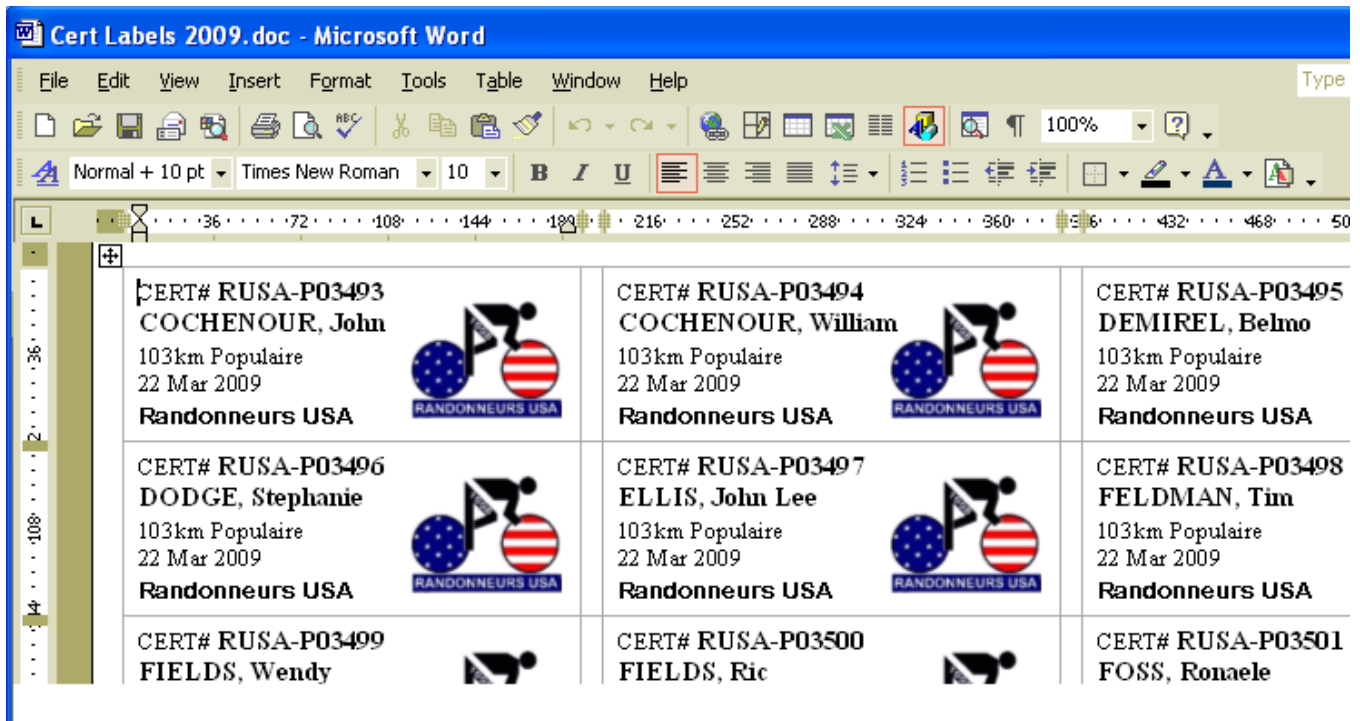 Cert Labels 2009.doc - Microsoft Word
File Edit View Insert Format Tools Table Window Help Type
ABC 100%
Normal + 10 pt Times New Roman 10 B I U A
L 36 72 108 144 189 216 252 288 324 360 396 432 468 50
CERT# RUSA-P03493
COCHENOUR, John
103km Populaire
22 Mar 2009
Randonneurs USA
RANDONNEURS USA
CERT# RUSA-P03494
COCHENOUR, William
103km Populaire
22 Mar 2009
Randonneurs USA
RANDONNEURS USA
CERT# RUSA-P03495
DEMIREL, Belmo
103km Populaire
22 Mar 2009
Randonneurs USA
CERT# RUSA-P03496
DODGE, Stephanie
103km Populaire
22 Mar 2009
Randonneurs USA
RANDONNEURS USA
CERT# RUSA-P03497
ELLIS, John Lee
103km Populaire
22 Mar 2009
Randonneurs USA
RANDONNEURS USA
CERT# RUSA-P03498
FELDMAN, Tim
103km Populaire
22 Mar 2009
Randonneurs USA
CERT# RUSA-P03499
FIELDS, Wendy
CERT# RUSA-P03500
FIELDS, Ric
CERT# RUSA-P03501
FOSS, Ronaele
36
108